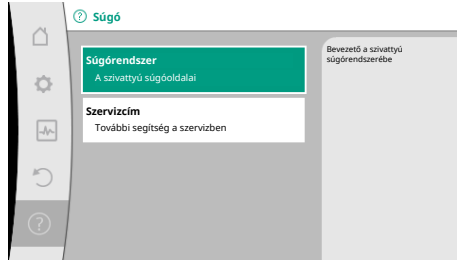 Súgó
Súgórendszer
A szivattyú súgóoldalai
Szervizcím
További segítség a szervizben
Bevezető a szivattyú
súgórendszerébe